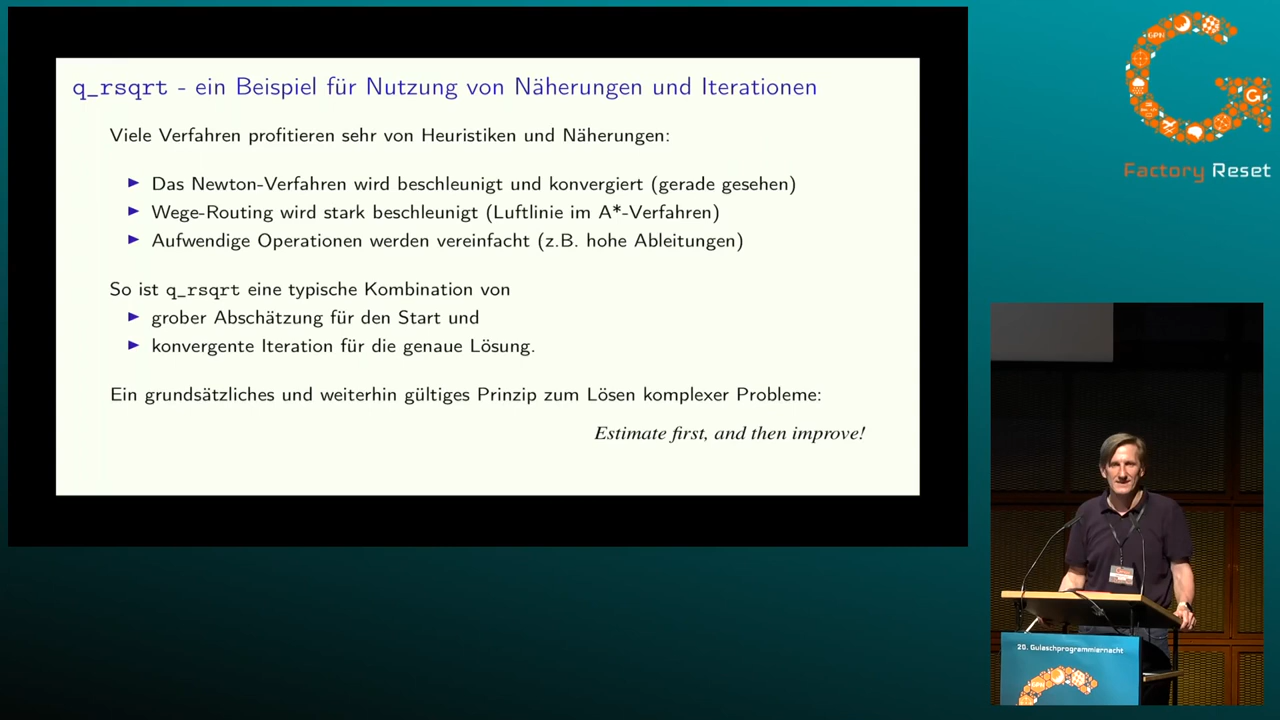 q_rsqrt - ein Beispiel für Nutzung von Näherungen und Iterationen
Viele Verfahren profitieren sehr von Heuristiken und Näherungen:
Das Newton-Verfahren wird beschleunigt und konvergiert (gerade gesehen)
Wege-Routing wird stark beschleunigt (Luftlinie im A*-Verfahren)
Aufwendige Operationen werden vereinfacht (z.B. hohe Ableitungen)
So ist q_rsqrt eine typische Kombination von
grober Abschätzung für den Start und
konvergente Iteration für die genaue Lösung.
Ein grundsätzliches und weiterhin gültiges Prinzip zum Lösen komplexer Probleme:
Estimate first, and then improve!
GPN
G
Factory Reset
20. Gulaschprogrammiernacht